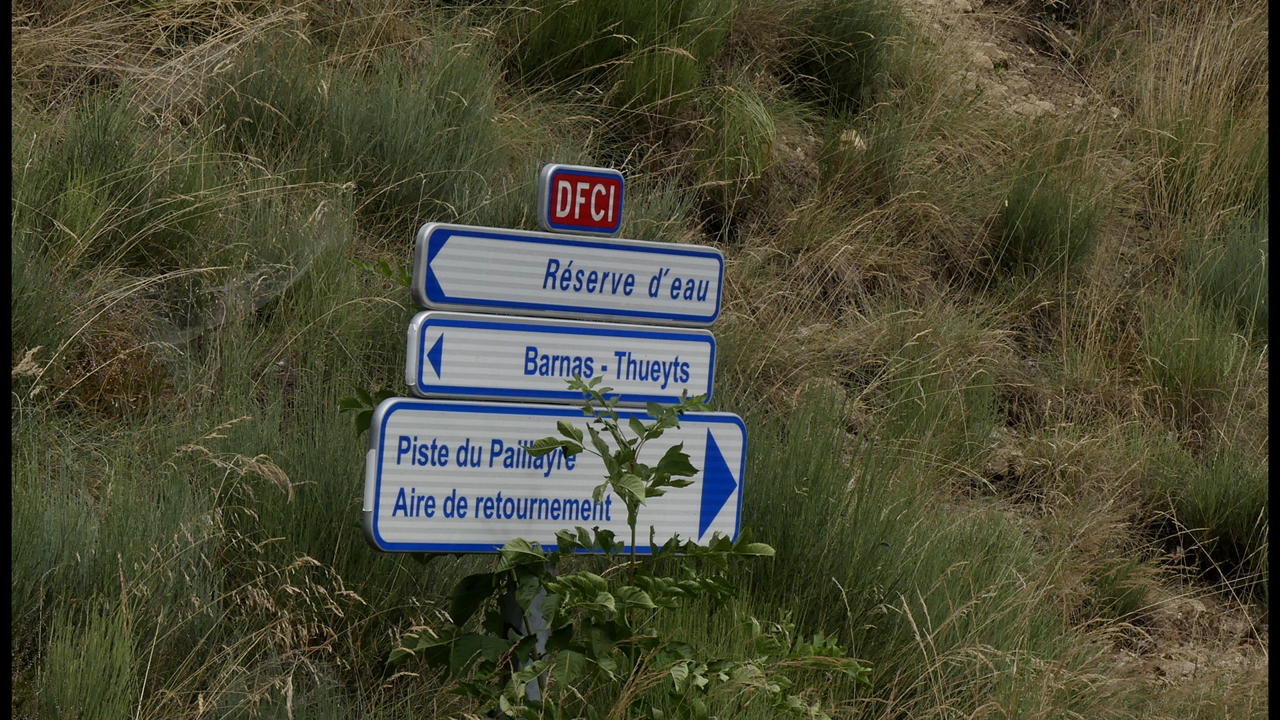 DFCI
Réserve d'eau
Barnas - Thueyts
Piste du Paillayre
Aire de retournement